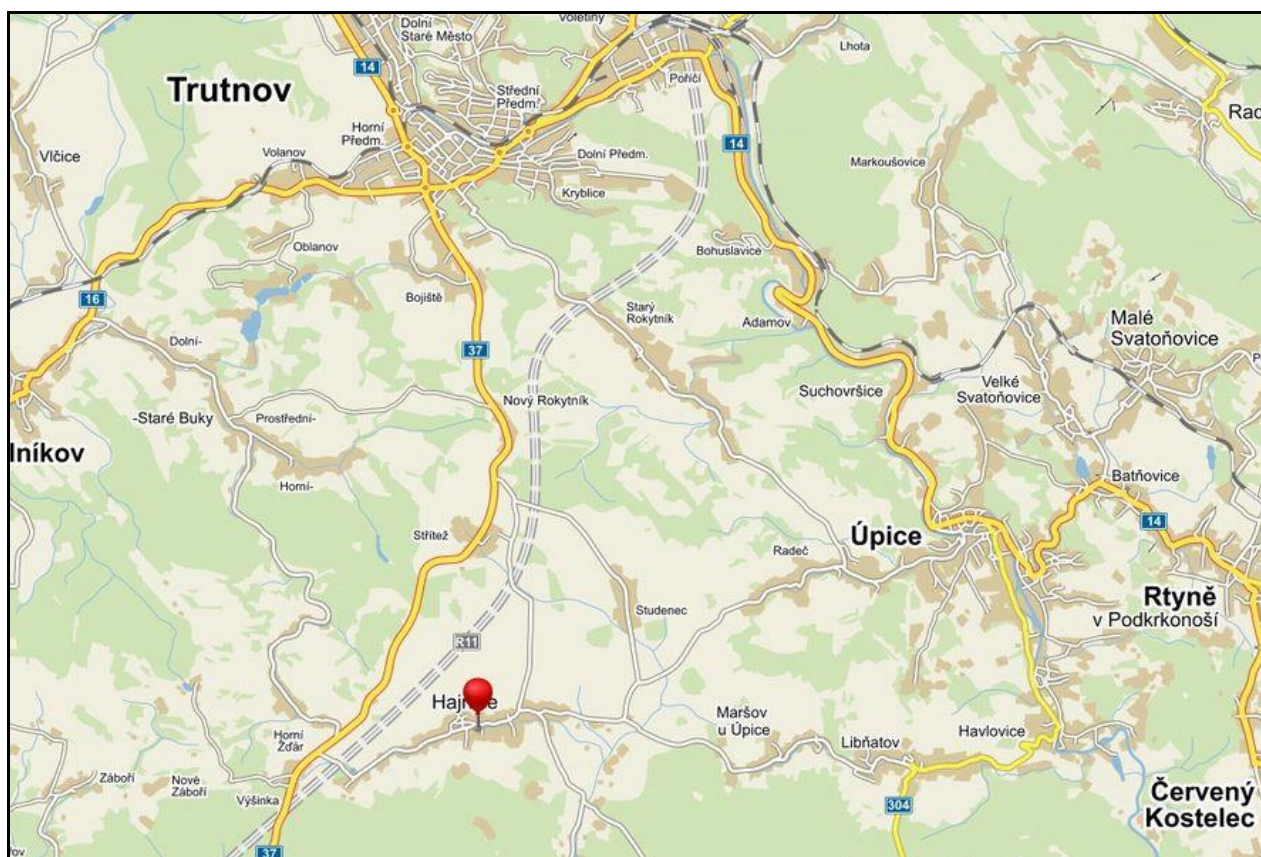 Dolní
Staré Město
Voletiny
Lhota
14
Poříčí
Trutnov
Střední
Předm.
Horní
Předm.
Rad
Vlčice
Volanov
Dolní Předm.
14
Markoušovice
Kryblice
Oblanov
Bohuslavice
Bojiště
16
Starý
Rokytník
Adamov
Malé
Svatoňovice
Dolní-
37
Suchovršice
Velké
Svatoňovice
-Staré Buky
Prostřední-
Nový Rokytník
lníkov
Horní-
Batňovice
14
Střítež
Úpice
Radeč
Rtyně
v Podkrkonoší
Studenec
R11
Horní
Žďár
Maršov
u Úpice
Libňatov
Havlovice
Záboří
Nové
Záboří
Výšinka
304
Červený
Kostelec
37